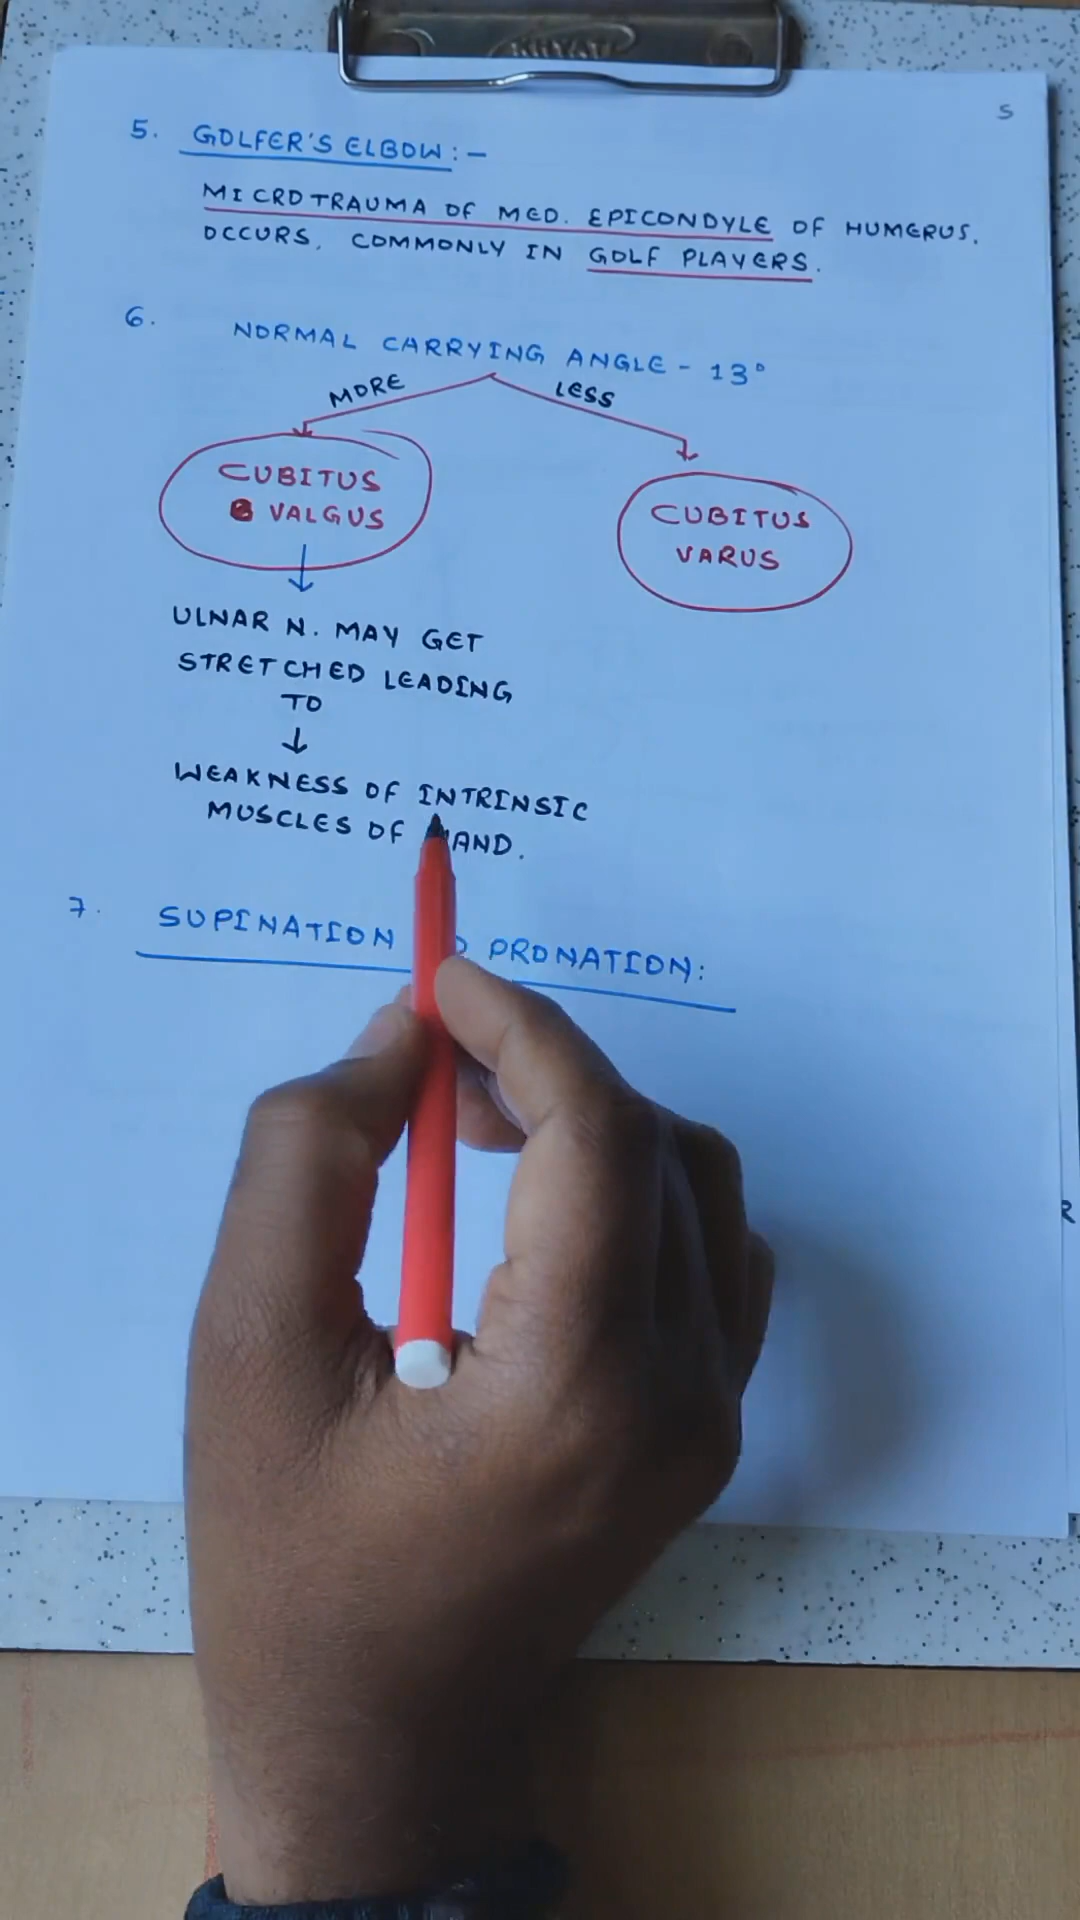 5
5. GOLFER'S ELBOW:-
MICROTRAUMA OF MED. EPICONDYLE OF HUMERUS.
OCCURS, COMMONLY IN GOLF PLAYERS.
6. NORMAL CARRYING ANGLE - 13°
MORE LESS
CUBITUS
VALGUS
CUBITUS
VARUS
ULNAR N. MAY GET
STRETCHED LEADING
TO
WEAKNESS OF INTRINSIC
MUSCLES OF HAND.
7. SUPINATION PRONATION:
R